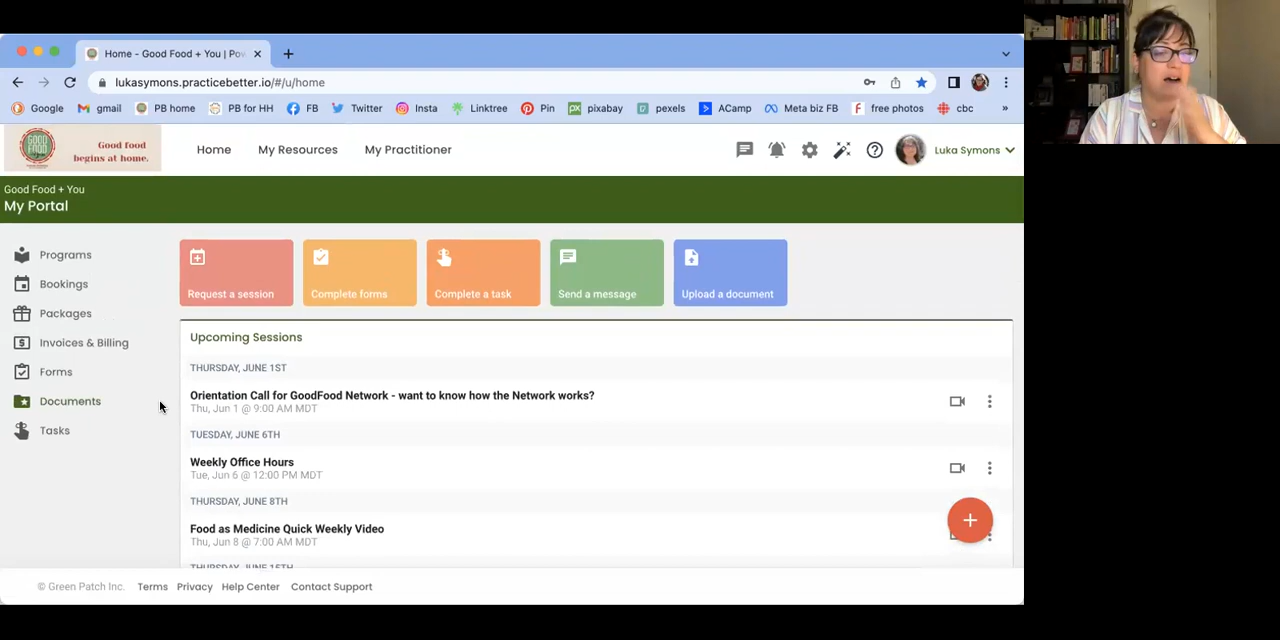 Home - Good Food + You | Pow
lukasymons.practicebetter.io/#/u/home
Google gmail PB home PB for HH FB Twitter Insta Linktree Pin pixabay pexels ACamp Meta biz FB free photos cbc »
GOOD FOOD
Good food
begins at home.
Home My Resources My Practitioner Luka Symons
Good Food + You
My Portal
Programs
Bookings
Packages
Invoices & Billing
Forms
Documents
Tasks
Request a session Complete forms Complete a task Send a message Upload a document
Upcoming Sessions
THURSDAY, JUNE 1ST
Orientation Call for GoodFood Network - want to know how the Network works?
Thu, Jun 1 @ 9:00 AM MDT
TUESDAY, JUNE 6TH
Weekly Office Hours
Tue, Jun 6 @ 12:00 PM MDT
THURSDAY, JUNE 8TH
Food as Medicine Quick Weekly Video
Thu, Jun 8 @ 7:00 AM MDT
THURSDAY, JUNE 15TH
© Green Patch Inc. Terms Privacy Help Center Contact Support